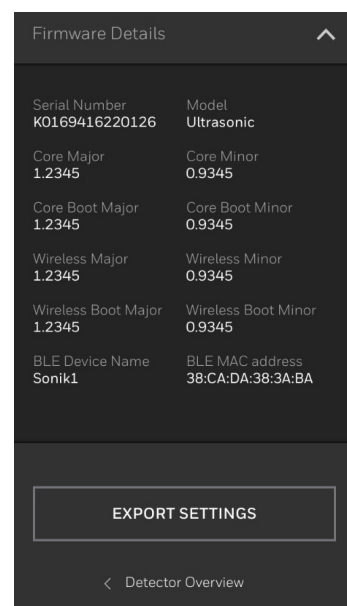 Firmware Details
Serial Number Model
K0169416220126 Ultrasonic
Core Major Core Minor
1.2345 0.9345
Core Boot Major Core Boot Minor
1.2345 0.9345
Wireless Major Wireless Minor
1.2345 0.9345
Wireless Boot Major Wireless Boot Minor
1.2345 0.9345
BLE Device Name BLE MAC address
Sonik1 38:CA:DA:38:3A:BA
EXPORT SETTINGS
< Detector Overview